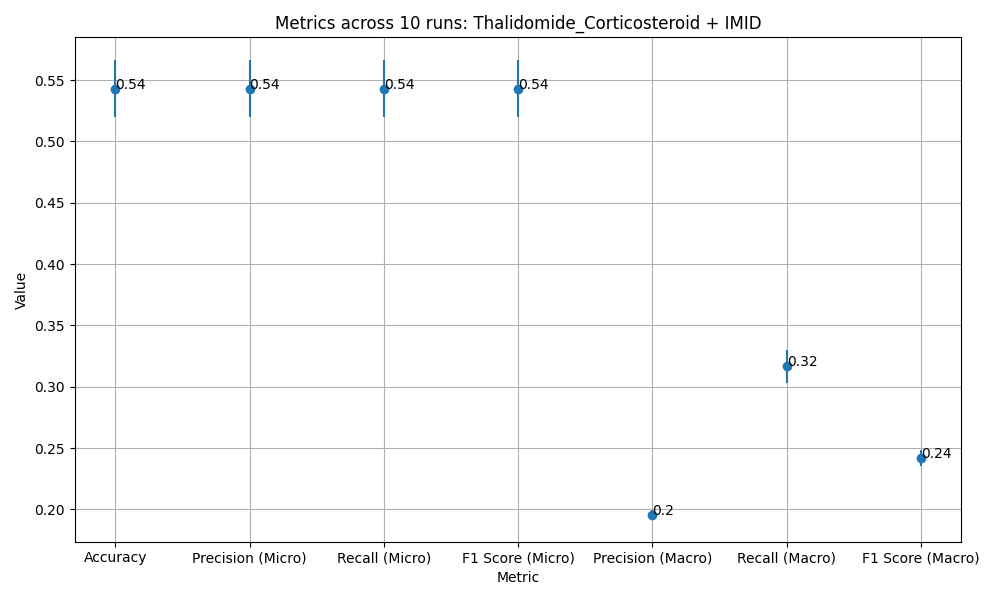 Metrics across 10 runs: Thalidomide_Corticosteroid + IMID
0.55
0.50
0.45
0.40
0.35
0.30
0.25
0.20
Value
0.54
0.54
0.54
0.54
0.2
0.32
0.24
Accuracy
Precision (Micro)
Recall (Micro)
F1 Score (Micro)
Precision (Macro)
Recall (Macro)
F1 Score (Macro)
Metric